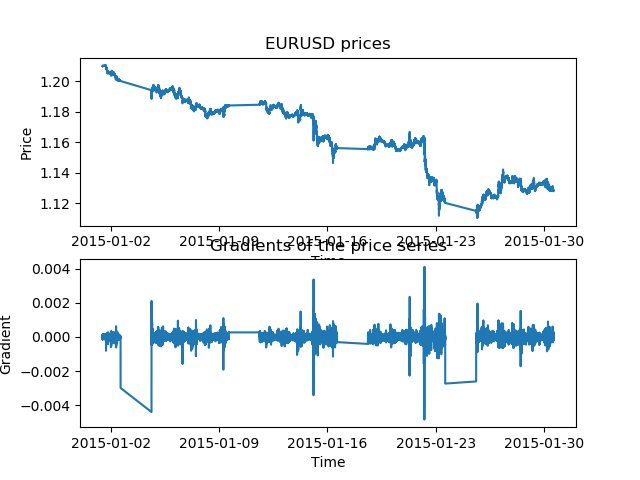 EURUSD prices
1.20
1.18
1.16
1.14
1.12
Price
2015-01-02 2015-01-09 2015-01-16 2015-01-23 2015-01-30
Time
Gradients of the price series
0.004
0.002
0.000
−0.002
−0.004
Gradient
2015-01-02 2015-01-09 2015-01-16 2015-01-23 2015-01-30
Time